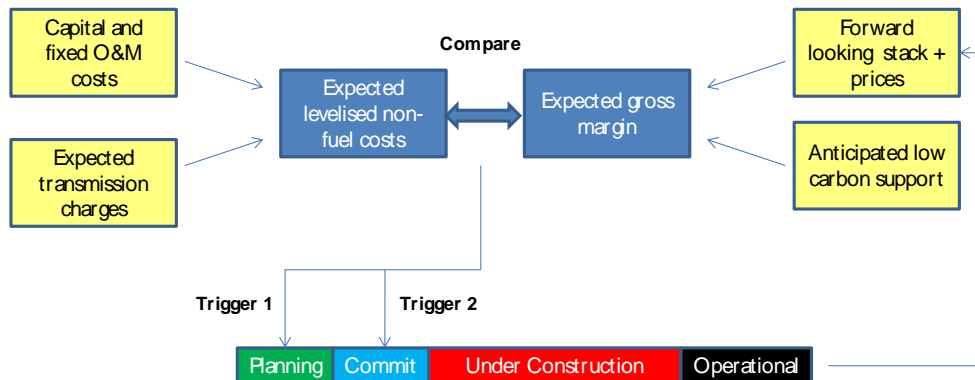 Capital and
fixed O&M
costs
Compare
Forward
looking stack +
prices
Expected
levelised non-
fuel costs
Expected gross
margin
Expected
transmission
charges
Anticipated low
carbon support
Trigger 1
Trigger 2
Planning
Commit
Under Construction
Operational